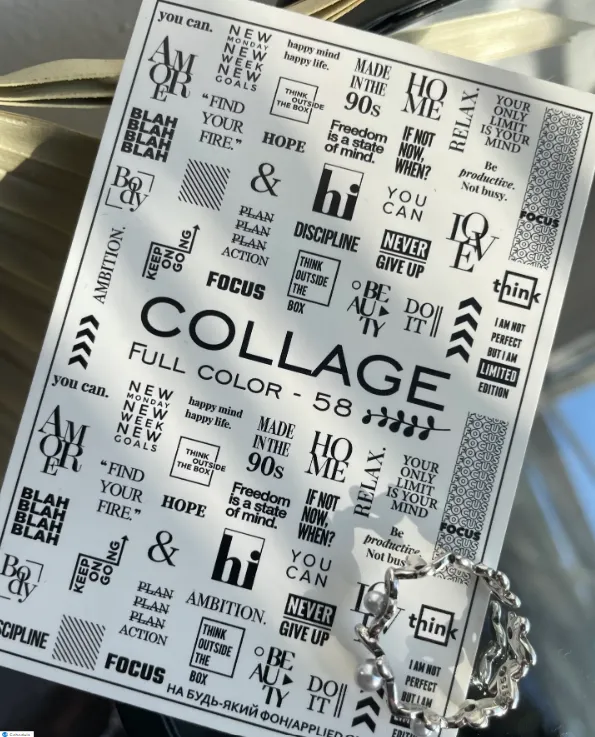 you can.
NEW
MONDAY
NEW
WEEK
NEW
GOALS
happy mind
happy life.
MADE
IN THE
90s
HO
ME
RELAX.
YOUR
ONLY
LIMIT
IS YOUR
MIND
AM
OR
E
"FIND
YOUR
FIRE."
THINK
OUTSIDE
THE BOX
HOPE
Freedom
is a state
of mind.
IF NOT
NOW,
WHEN?
Be
productive.
Not busy.
FOCUS
BLAH
BLAH
BLAH
BLAH
Bo
dy
&
hi
YOU
CAN
LO
VE
PLAN
PLAN
PLAN
ACTION
DISCIPLINE
NEVER
GIVE UP
think
AMBITION.
KEEP
ON
GOING
FOCUS
THINK
OUTSIDE
THE
BOX
BE
AU
TY
DO
IT
I AM NOT
PERFECT
BUT I AM
LIMITED
EDITION
COLLAGE
FULL COLOR - 58
you can.
NEW
MONDAY
NEW
WEEK
NEW
GOALS
happy mind
happy life.
MADE
IN THE
90s
HO
ME
RELAX.
YOUR
ONLY
LIMIT
IS YOUR
MIND
AM
OR
E
"FIND
YOUR
FIRE."
THINK
OUTSIDE
THE BOX
HOPE
Freedom
is a state
of mind.
IF NOT
NOW,
WHEN?
Be
productive.
Not bus
FOCUS
BLAH
BLAH
BLAH
BLAH
Bo
dy
KEEP
ON
GOING
&
hi
YOU
CAN
think
PLAN
PLAN
PLAN
ACTION
AMBITION.
NEVER
GIVE UP
SCIPLINE
FOCUS
THINK
OUTSIDE
THE
BOX
BE
AU
TY
DO
IT
I AM NOT
PERFECT
BUT I AM
НА БУДЬ-ЯКИЙ ФОН/APPLIED